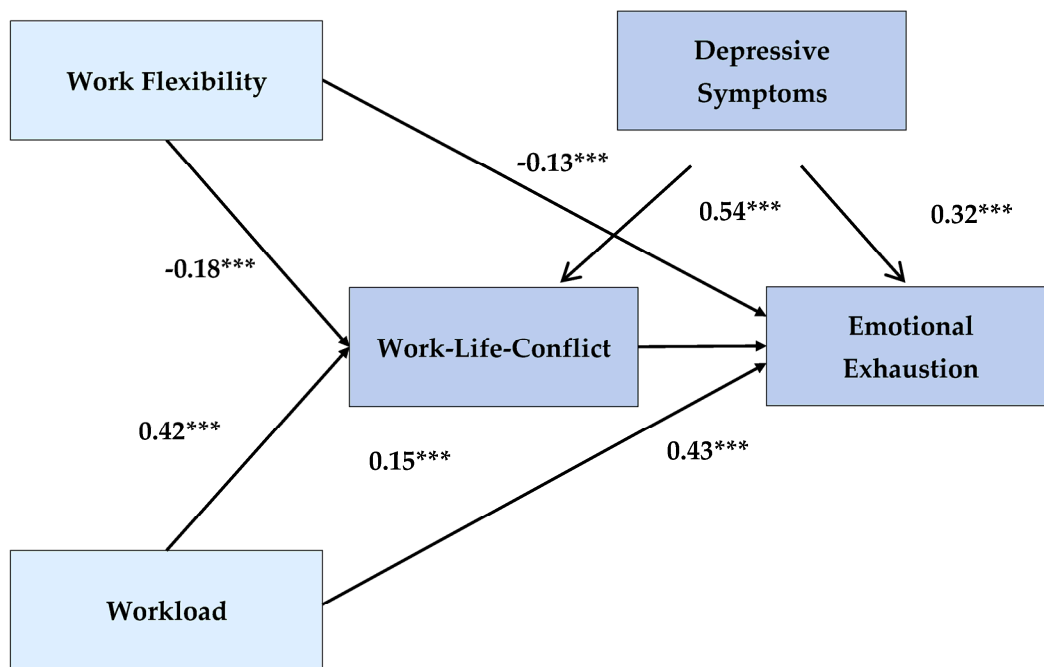 Work Flexibility
Depressive
Symptoms
-0.13***
0.54***
0.32***
-0.18***
Work-Life-Conflict
Emotional
Exhaustion
0.42***
0.15***
0.43***
Workload